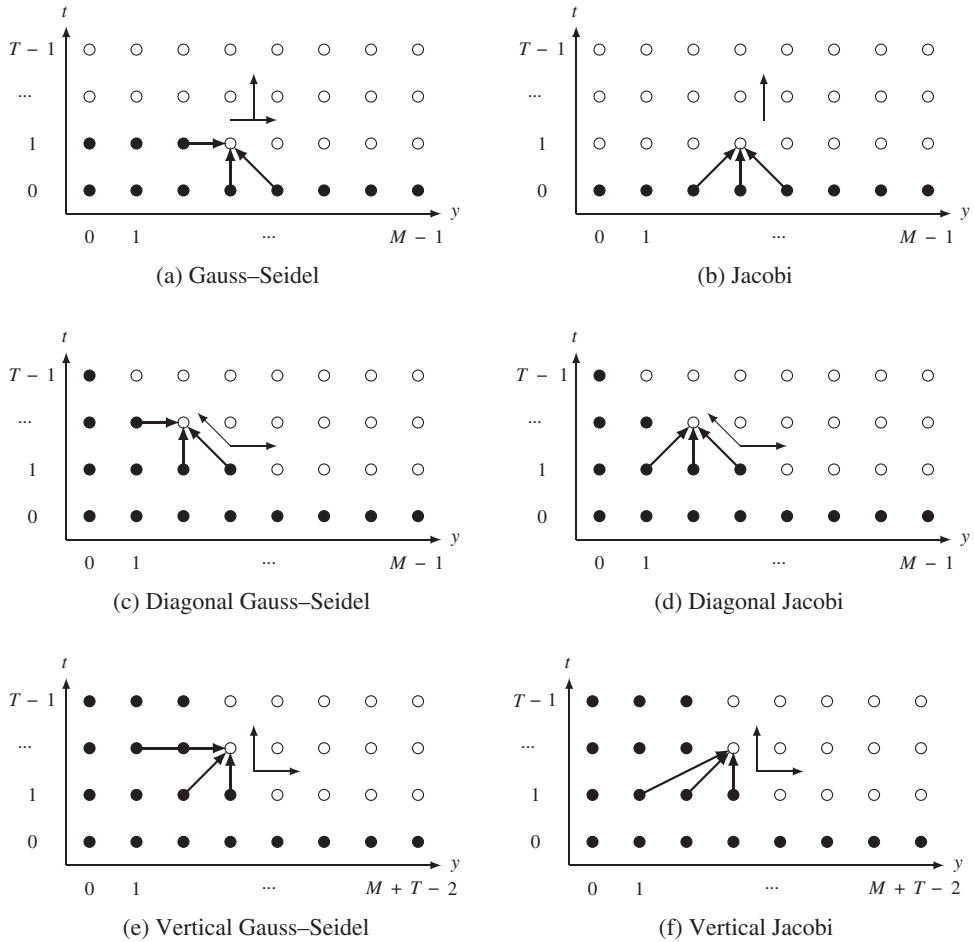 t
T − 1
...
1
0
y
0 1 ... M − 1
(a) Gauss–Seidel
t
T − 1
...
1
0
y
0 1 ... M − 1
(b) Jacobi
t
T − 1
...
1
0
y
0 1 ... M − 1
(c) Diagonal Gauss–Seidel
t
T − 1
...
1
0
y
0 1 ... M − 1
(d) Diagonal Jacobi
t
T − 1
...
1
0
y
0 1 ... M + T − 2
(e) Vertical Gauss–Seidel
t
T − 1
...
1
0
y
0 1 ... M + T − 2
(f) Vertical Jacobi